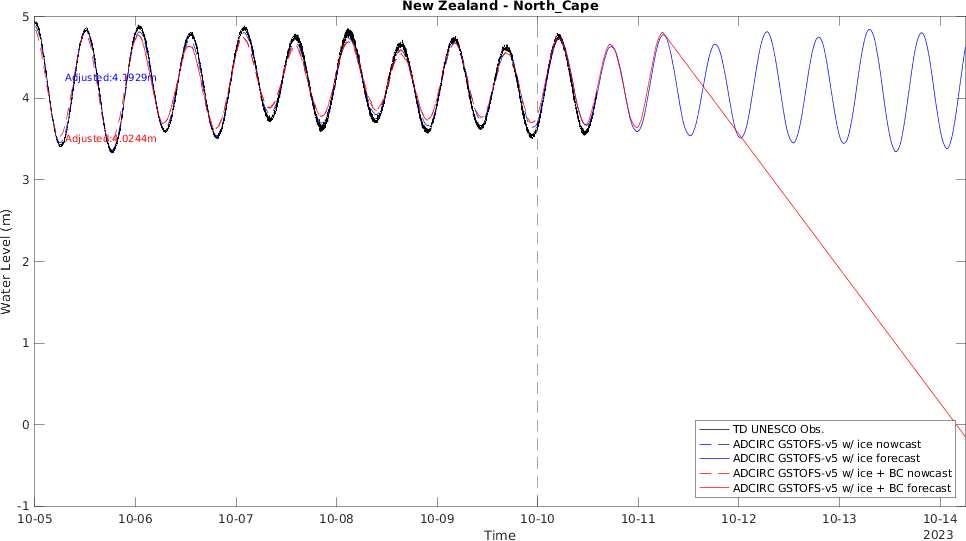 New Zealand - North_Cape
5
4
3
2
1
0
-1
Water Level (m)
Adjusted:4.1929m
Adjusted:4.0244m
TD UNESCO Obs.
ADCIRC GSTOFS-v5 w/ ice nowcast
ADCIRC GSTOFS-v5 w/ ice forecast
ADCIRC GSTOFS-v5 w/ ice + BC nowcast
ADCIRC GSTOFS-v5 w/ ice + BC forecast
10-05 10-06 10-07 10-08 10-09 10-10 10-11 10-12 10-13 10-14
2023
Time